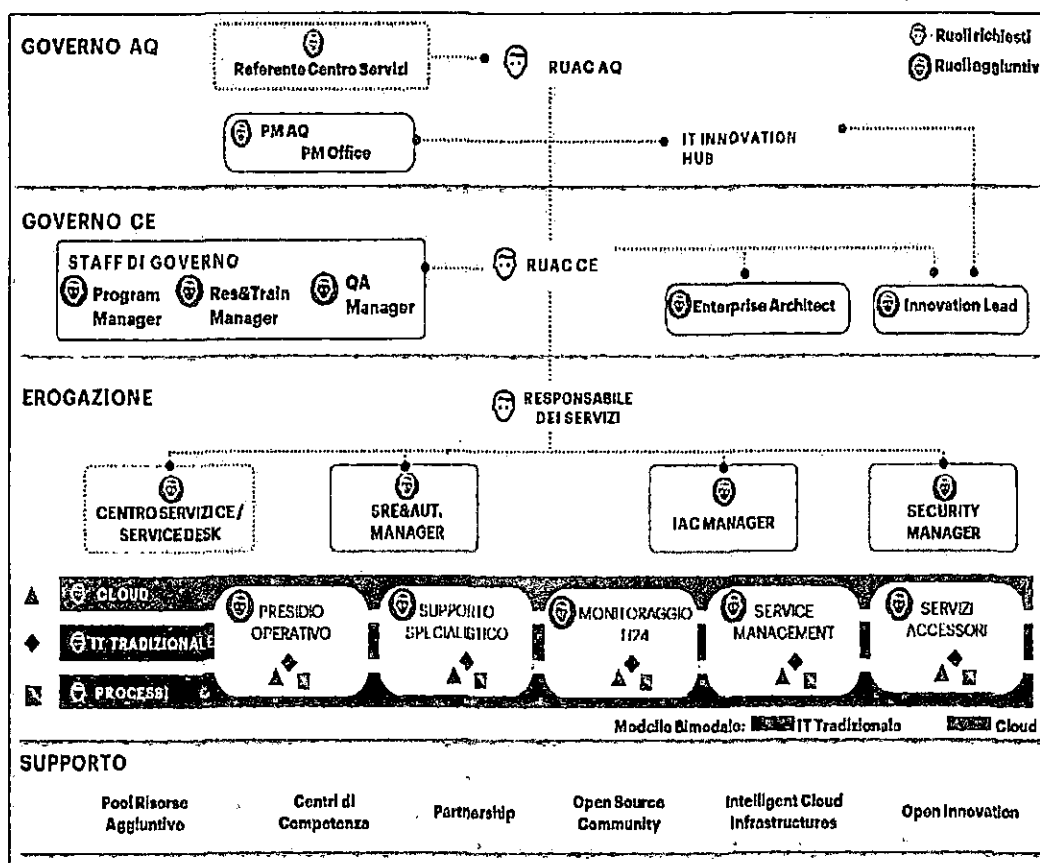 GOVERNO AQ
Referente Centro Servizi
RUAC AQ
Ruoli richiesti
Ruoli aggiuntivi
PM AQ
PM Office
IT INNOVATION
HUB
GOVERNO CE
STAFF DI GOVERNO
Program
Manager
Res&Train
Manager
QA
Manager
RUAC CE
Enterprise Architect
Innovation Lead
EROGAZIONE
RESPONSABILE
DEI SERVIZI
CENTRO SERVIZI CE /
SERVICE DESK
SRE&AUT.
MANAGER
IAC MANAGER
SECURITY
MANAGER
CLOUD
IT TRADIZIONALE
PROCESSI
PRESIDIO
OPERATIVO
SUPPORTO
SPECIALISTICO
MONITORAGGIO
H24
SERVICE
MANAGEMENT
SERVIZI
ACCESSORI
Modello Bimodale: IT Tradizionale Cloud
SUPPORTO
Pool Risorse
Aggiuntive
Centri di
Competenza
Partnership
Open Source
Community
Intelligent Cloud
Infrastructures
Open Innovation